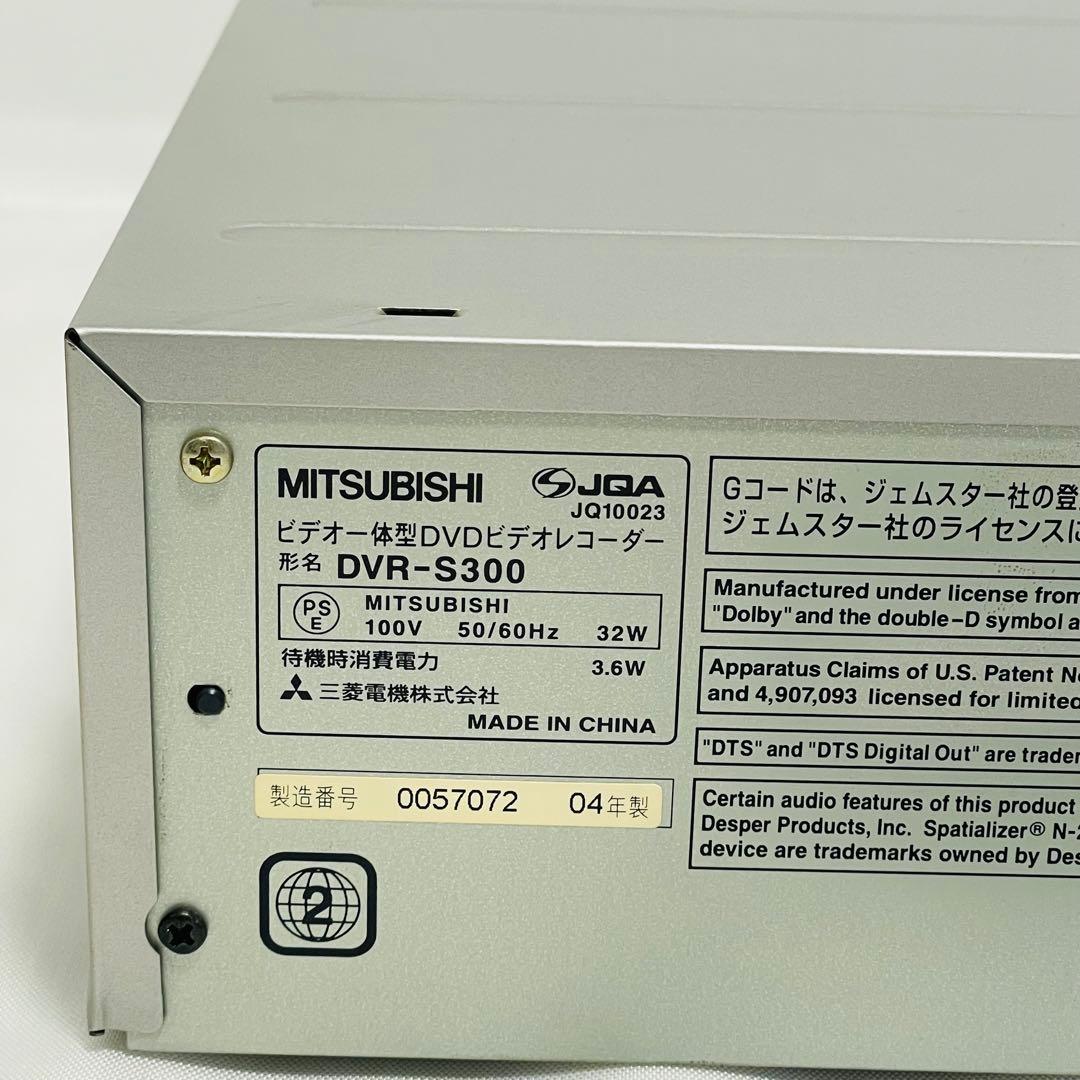 MITSUBISHI JQA
JQ10023
ビデオ一体型DVDビデオレコーダー
形名 DVR-S300
PS E MITSUBISHI
100V 50/60Hz 32W
待機時消費電力 3.6W
三菱電機株式会社
MADE IN CHINA
製造番号 0057072 04年製
2
Gコードは、ジェムスター社の登
ジェムスター社のライセンスに
Manufactured under license from
"Dolby" and the double-D symbol a
Apparatus Claims of U.S. Patent No
and 4,907,093 licensed for limited
"DTS" and "DTS Digital Out" are tradem
Certain audio features of this product
Desper Products, Inc. Spatializer® N-2
device are trademarks owned by Des